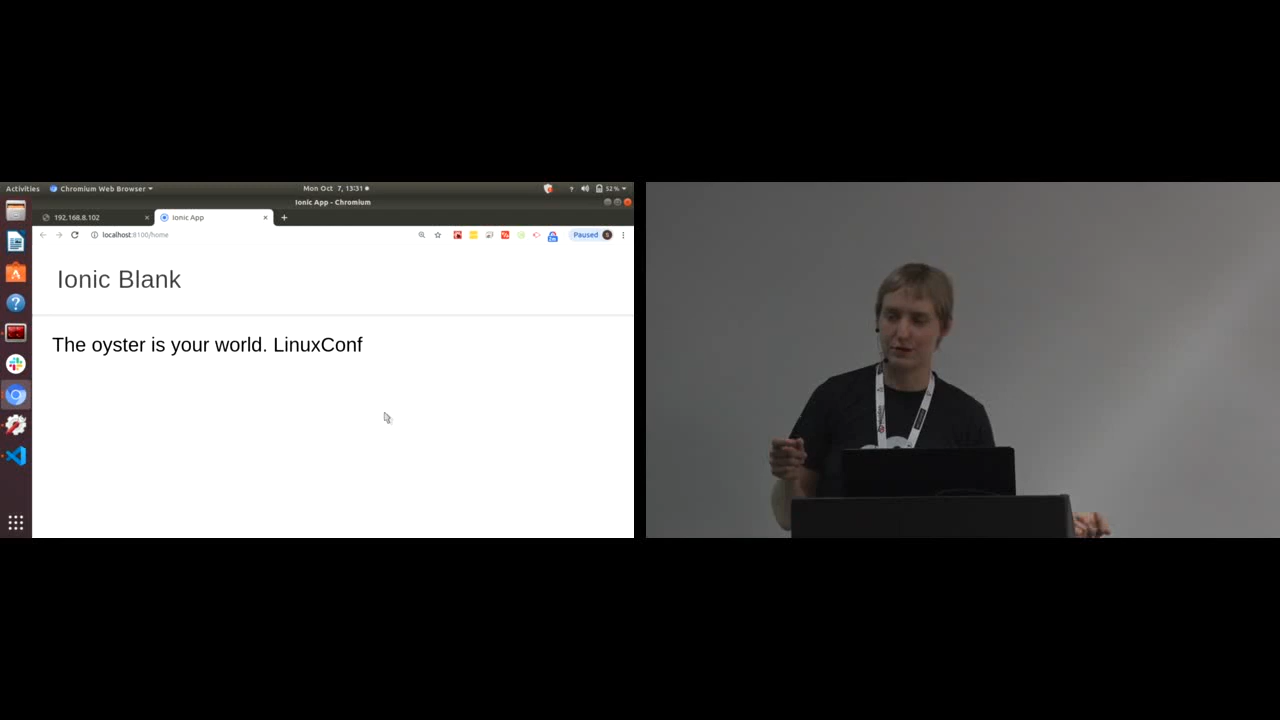 Activities Chromium Web Browser Mon Oct 7, 13:31 52 %
Ionic App - Chromium
192.168.8.102 Ionic App
localhost:8100/home Paused
Ionic Blank
The oyster is your world. LinuxConf